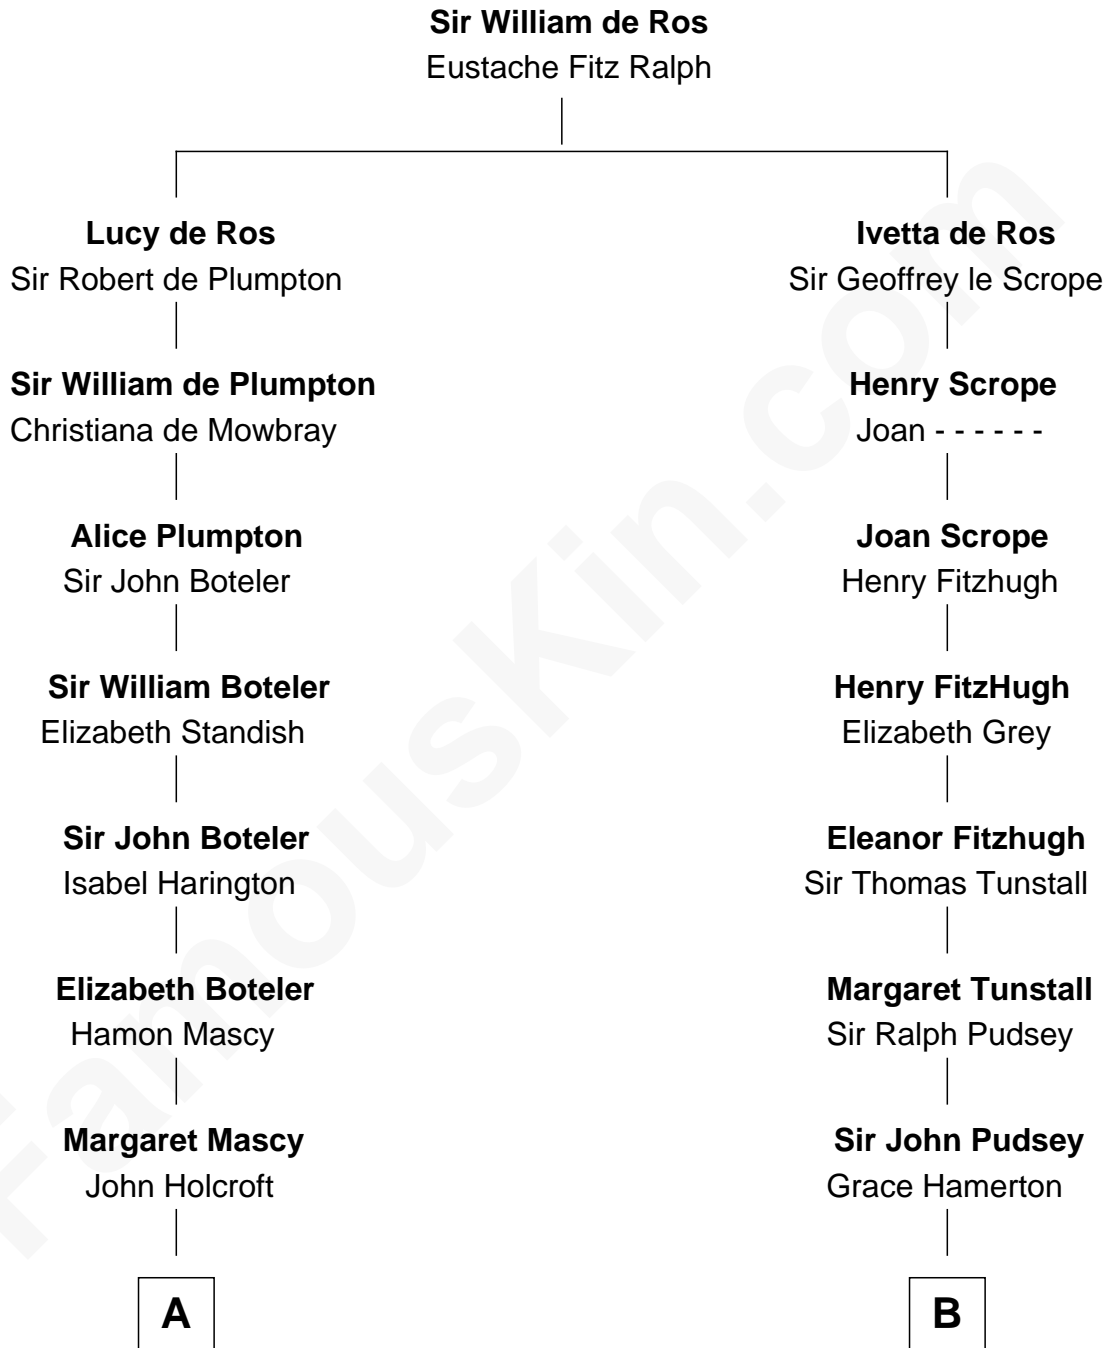 Sir William de Ros
Eustache Fitz Ralph
Lucy de Ros
Sir Robert de Plumpton
Ivetta de Ros
Sir Geoffrey le Scrope
Sir William de Plumpton
Christiana de Mowbray
Henry Scrope
Joan - - - - - -
Alice Plumpton
Sir John Boteler
Joan Scrope
Henry Fitzhugh
Sir William Boteler
Elizabeth Standish
Henry FitzHugh
Elizabeth Grey
Sir John Boteler
Isabel Harington
Eleanor Fitzhugh
Sir Thomas Tunstall
Elizabeth Boteler
Hamon Mascy
Margaret Tunstall
Sir Ralph Pudsey
Margaret Mascy
John Holcroft
Sir John Pudsey
Grace Hamerton
A
B
FamousKin.com